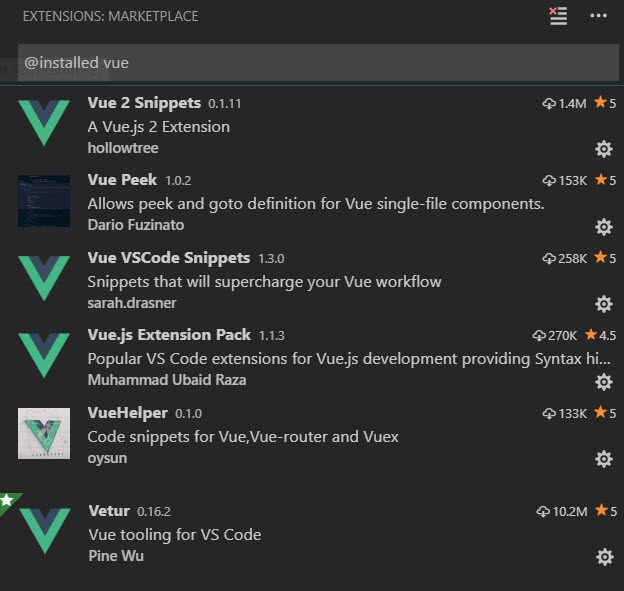 EXTENSIONS: MARKETPLACE
@installed vue
Vue 2 Snippets 0.1.11 1.4M 5
A Vue.js 2 Extension
hollowtree
Vue Peek 1.0.2 153K 5
Allows peek and goto definition for Vue single-file components.
Dario Fuzinato
Vue VSCode Snippets 1.3.0 258K 5
Snippets that will supercharge your Vue workflow
sarah.drasner
Vue.js Extension Pack 1.1.3 270K 4.5
Popular VS Code extensions for Vue.js development providing Syntax hi...
Muhammad Ubaid Raza
VueHelper 0.1.0 133K 5
Code snippets for Vue,Vue-router and Vuex
oysun
Vetur 0.16.2 10.2M 5
Vue tooling for VS Code
Pine Wu